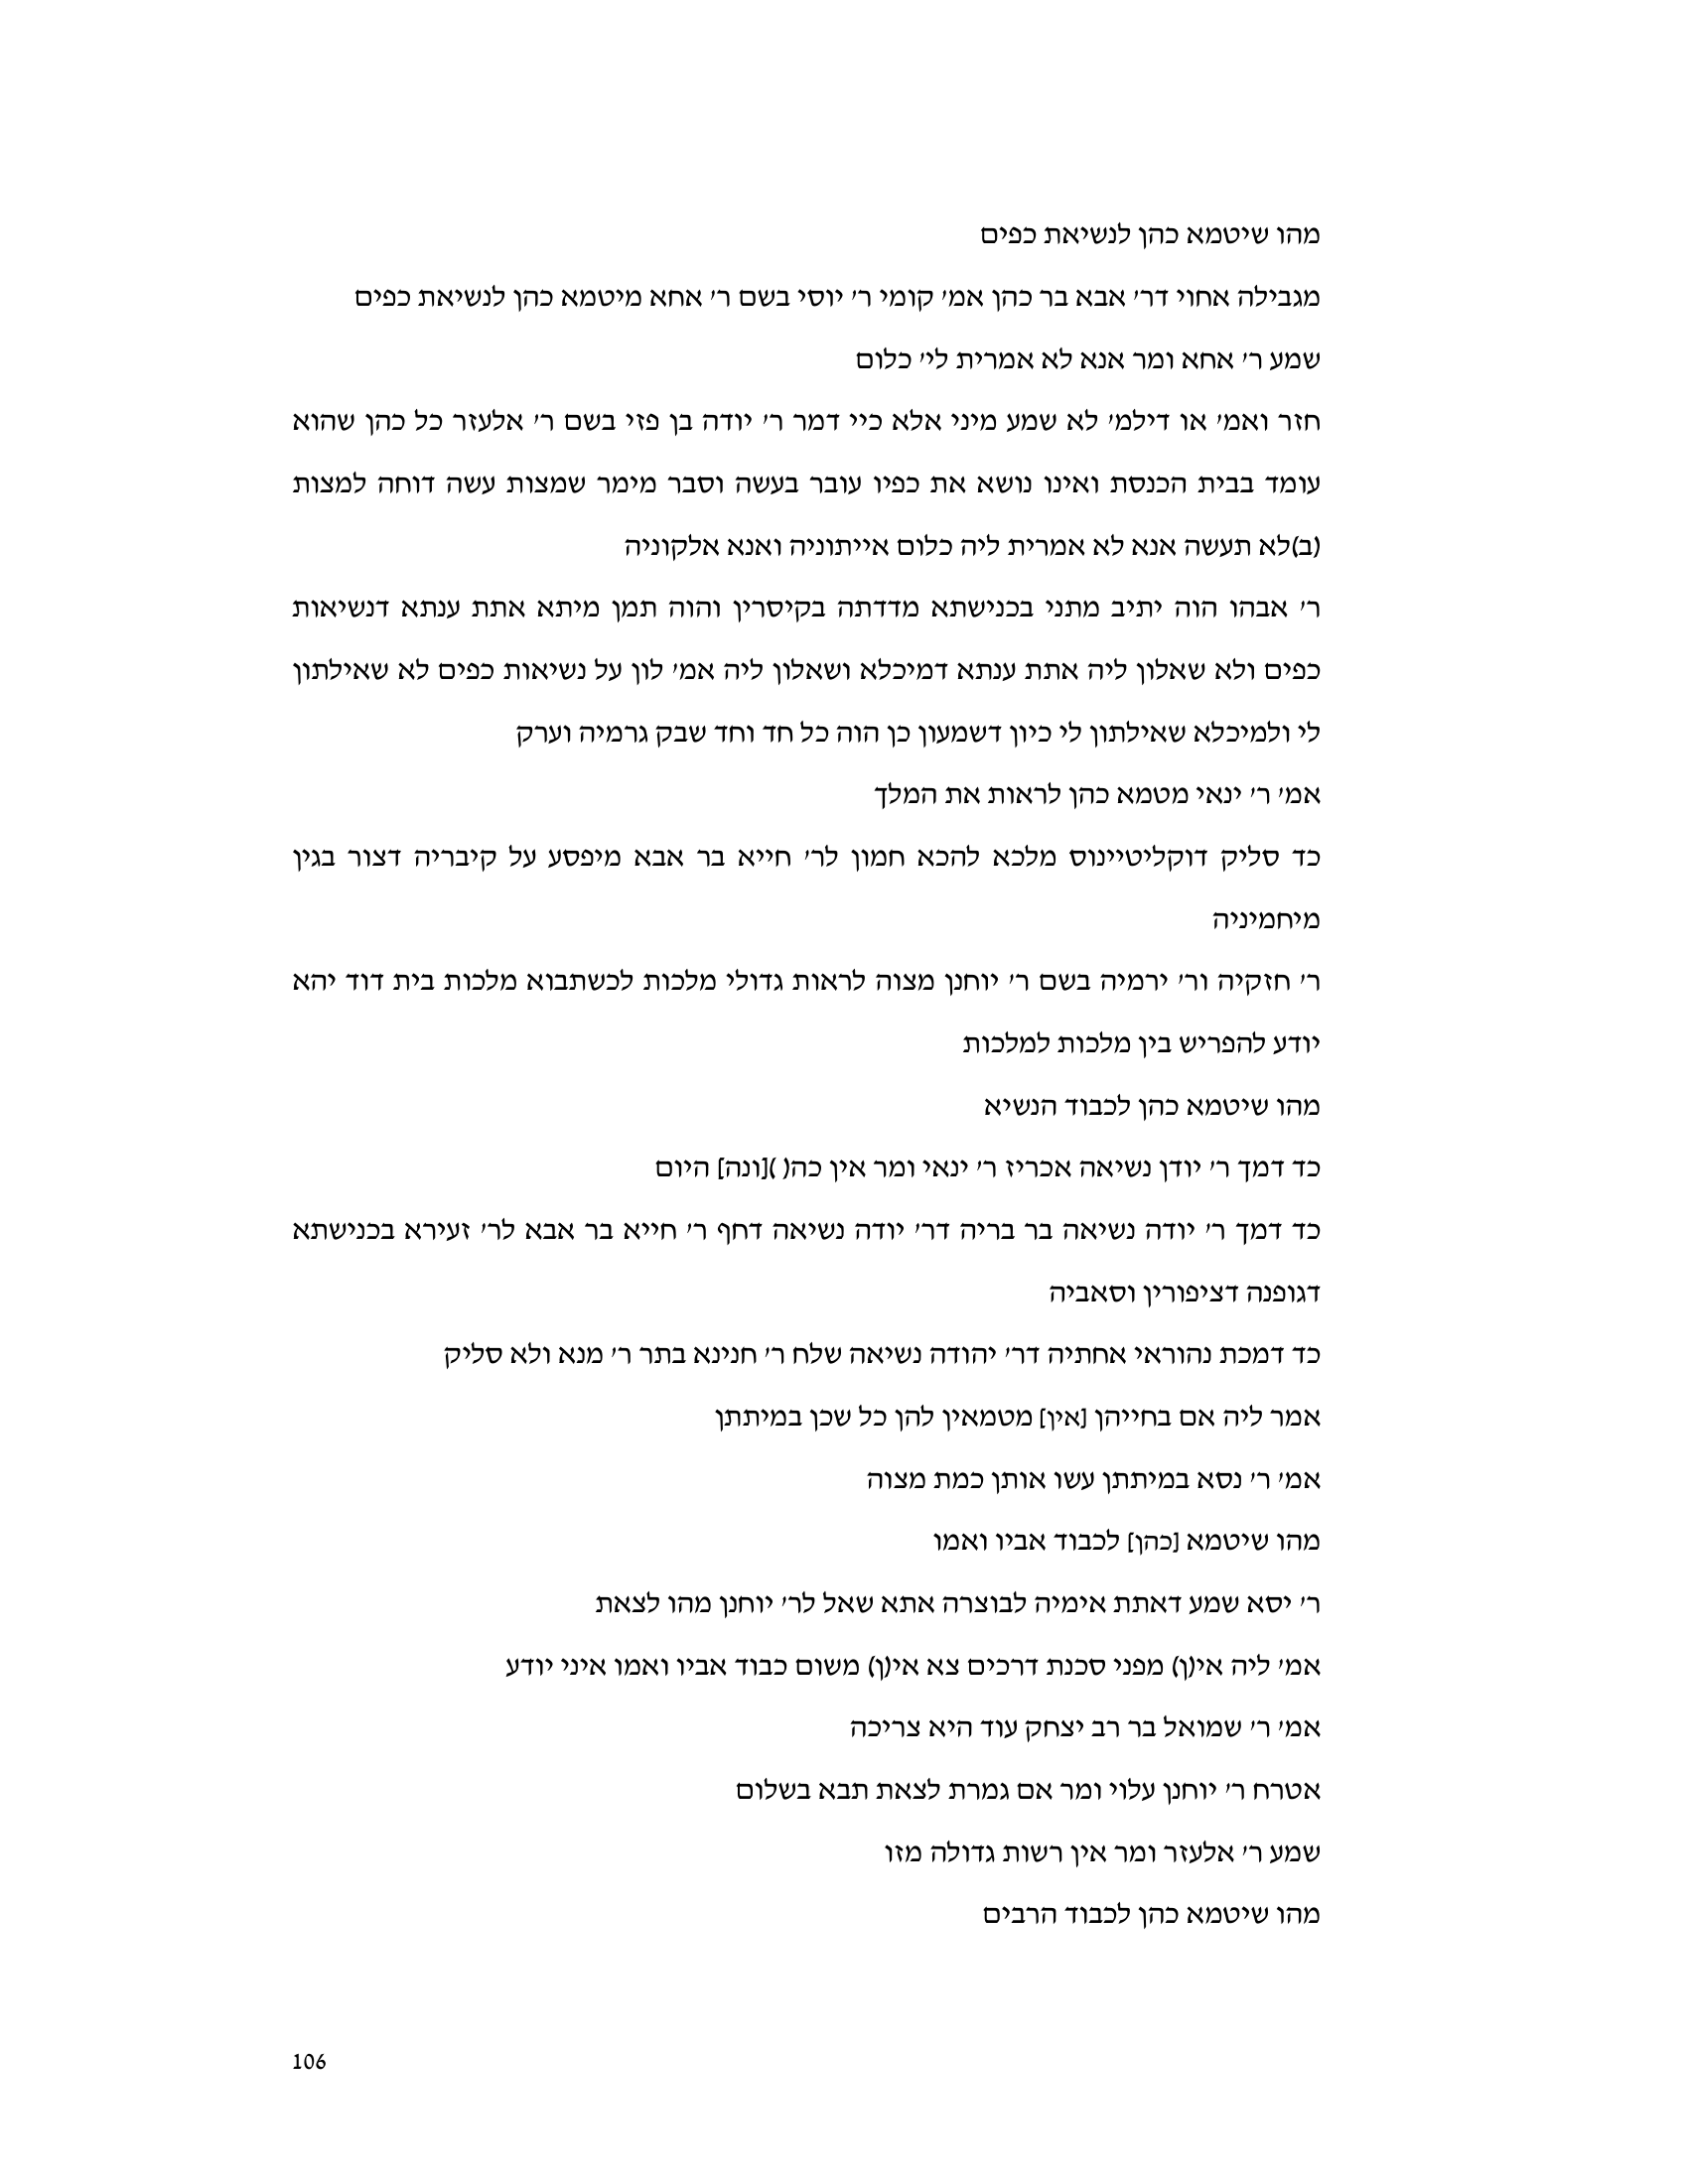 מהו שיטמא כהן לנשיאת כפים
מגבילה אחוי דר׳ אבא בר כהן אמ׳ קומי ר׳ יוסי בשם ר׳ אחא מיטמא כהן לנשיאת כפים
שמע ר׳ אחא ומר אנא לא אמרית לי׳ כלום
חזר ואמ׳ או דילמ׳ לא שמע מיני אלא כיי דמר ר׳ יודה בן פזי בשם ר׳ אלעזר כל כהן שהוא
עומד בבית הכנסת ואינו נושא את כפיו עובר בעשה וסבר מימר שמצות עשה דוחה למצות
(ב)לא תעשה אנא לא אמרית ליה כלום אייתוניה ואנא אלקוניה
ר׳ אבהו הוה יתיב מתני בכנישתא מדדתה בקיסרין והוה תמן מיתא אתת ענתא דנשיאות
כפים ולא שאלון ליה אתת ענתא דמיכלא ושאלון ליה אמ׳ לון על נשיאות כפים לא שאילתון
לי ולמיכלא שאילתון לי כיון דשמעון כן הוה כל חד וחד שבק גרמיה וערק
אמ׳ ר׳ ינאי מטמא כהן לראות את המלך
כד סליק דוקליטיינוס מלכא להכא חמון לר׳ חייא בר אבא מיפסע על קיבריה דצור בגין
מיחמיניה
ר׳ חזקיה ור׳ ירמיה בשם ר׳ יוחנן מצוה לראות גדולי מלכות לכשתבוא מלכות בית דוד יהא
יודע להפריש בין מלכות למלכות
מהו שיטמא כהן לכבוד הנשיא
כד דמך ר׳ יודן נשיאה אכריז ר׳ ינאי ומר אין כה( )[ונה] היום
כד דמך ר׳ יודה נשיאה בר בריה דר׳ יודה נשיאה דחף ר׳ חייא בר אבא לר׳ זעירא בכנישתא
דגופנה דציפורין וסאביה
כד דמכת נהוראי אחתיה דר׳ יהודה נשיאה שלח ר׳ חנינא בתר ר׳ מנא ולא סליק
אמר ליה אם בחייהן [אין] מטמאין להן כל שכן במיתתן
אמ׳ ר׳ נסא במיתתן עשו אותן כמת מצוה
מהו שיטמא [כהן] לכבוד אביו ואמו
ר׳ יסא שמע דאתת אימיה לבוצרה אתא שאל לר׳ יוחנן מהו לצאת
אמ׳ ליה אי(ן) מפני סכנת דרכים צא אי(ן) משום כבוד אביו ואמו איני יודע
אמ׳ ר׳ שמואל בר רב יצחק עוד היא צריכה
אטרח ר׳ יוחנן עלוי ומר אם גמרת לצאת תבא בשלום
שמע ר׳ אלעזר ומר אין רשות גדולה מזו
מהו שיטמא כהן לכבוד הרבים
106